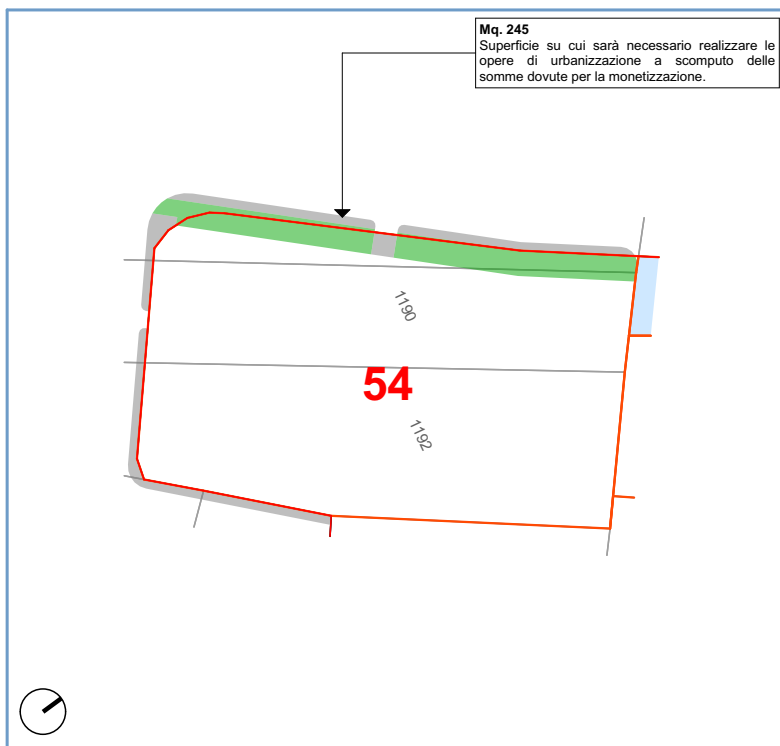 Mq. 245
Superficie su cui sarà necessario realizzare le
opere di urbanizzazione a scomputo delle
somme dovute per la monetizzazione.
1190
54
1192